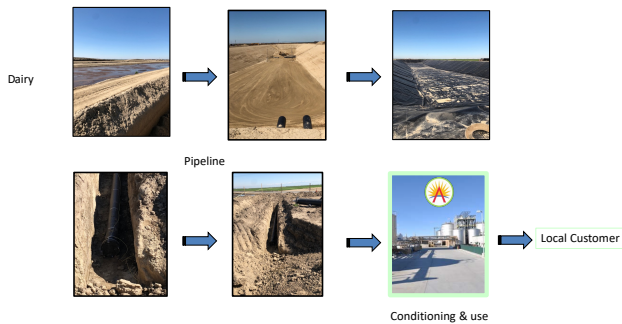 Dairy
Pipeline
A
Local Customer
Conditioning & use